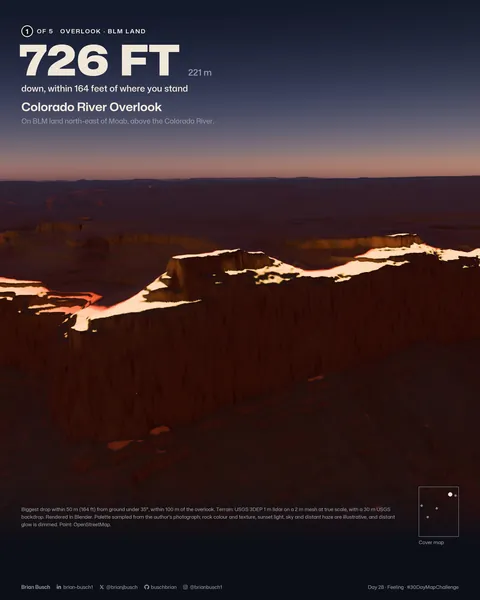 1 OF 5 OVERLOOK · BLM LAND
726 FT 221 m
down, within 164 feet of where you stand
Colorado River Overlook
On BLM land north-east of Moab, above the Colorado River.
Biggest drop within 50 m (164 ft) from ground under 35°, within 100 m of the overlook. Terrain: USGS 3DEP 1 m lidar on a 2 m mesh at true scale, with a 30 m USGS
backdrop. Rendered in Blender. Palette sampled from the author's photograph; rock colour and texture, sunset light, sky and distant haze are illustrative, and distant
glow is dimmed. Point: OpenStreetMap.
Cover map
Brian Busch brian-busch1 @brianjbusch buschbrian @brianbusch1
Day 28 · Feeling · #30DayMapChallenge